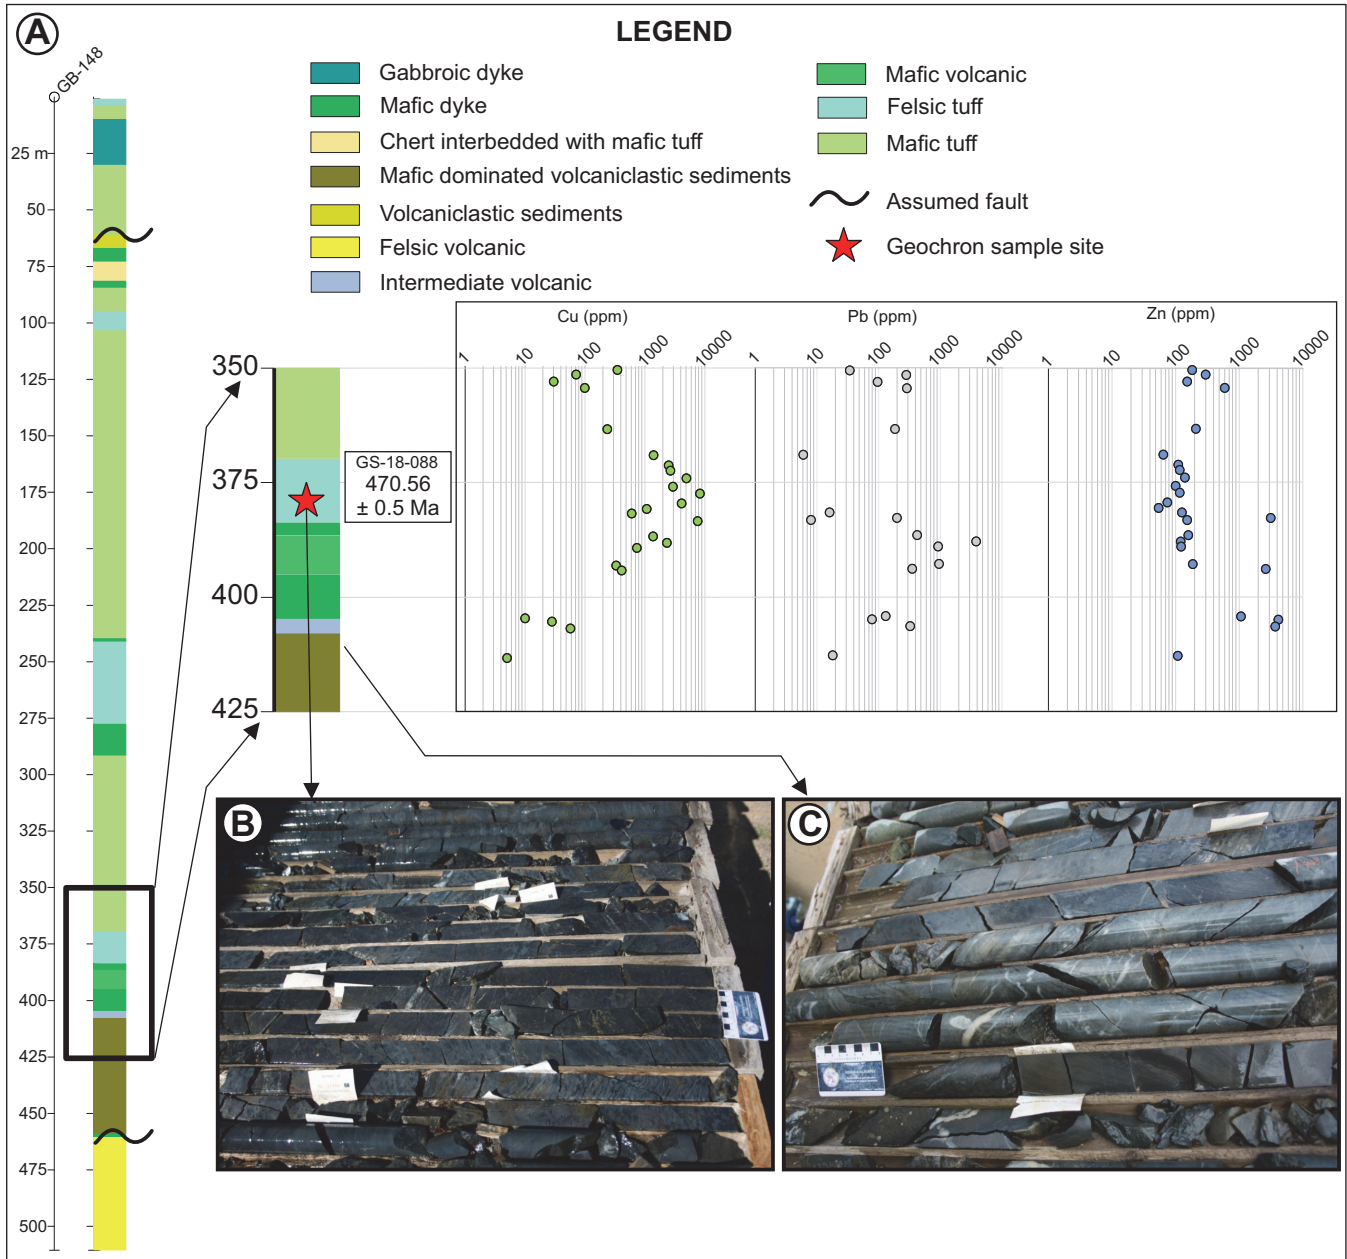 A
GB-148
LEGEND
Gabbroic dyke
Mafic dyke
Chert interbedded with mafic tuff
Mafic dominated volcaniclastic sediments
Volcaniclastic sediments
Felsic volcanic
Intermediate volcanic
Mafic volcanic
Felsic tuff
Mafic tuff
Assumed fault
Geochron sample site
25 m
50
75
100
125
150
175
200
225
250
275
300
325
350
375
400
425
450
475
500
350
375
400
425
GS-18-088
470.56
± 0.5 Ma
Cu (ppm)
1 10 100 1000 10000
Pb (ppm)
1 10 100 1000 10000
Zn (ppm)
1 10 100 1000 10000
B
C